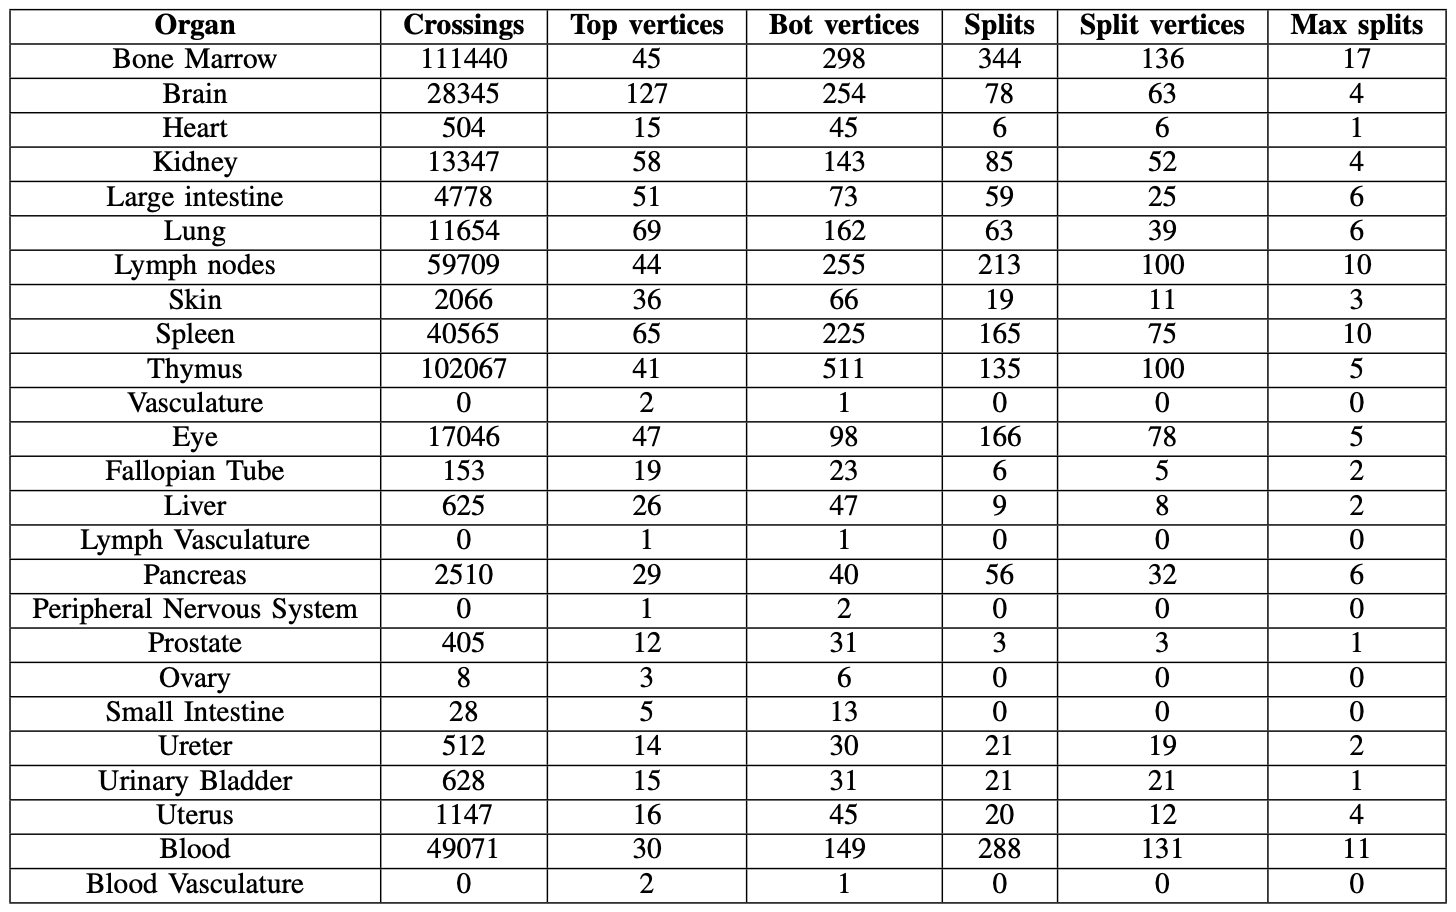 Organ Crossings Top vertices Bot vertices Splits Split vertices Max splits
Bone Marrow 111440 45 298 344 136 17
Brain 28345 127 254 78 63 4
Heart 504 15 45 6 6 1
Kidney 13347 58 143 85 52 4
Large intestine 4778 51 73 59 25 6
Lung 11654 69 162 63 39 6
Lymph nodes 59709 44 255 213 100 10
Skin 2066 36 66 19 11 3
Spleen 40565 65 225 165 75 10
Thymus 102067 41 511 135 100 5
Vasculature 0 2 1 0 0 0
Eye 17046 47 98 166 78 5
Fallopian Tube 153 19 23 6 5 2
Liver 625 26 47 9 8 2
Lymph Vasculature 0 1 1 0 0 0
Pancreas 2510 29 40 56 32 6
Peripheral Nervous System 0 1 2 0 0 0
Prostate 405 12 31 3 3 1
Ovary 8 3 6 0 0 0
Small Intestine 28 5 13 0 0 0
Ureter 512 14 30 21 19 2
Urinary Bladder 628 15 31 21 21 1
Uterus 1147 16 45 20 12 4
Blood 49071 30 149 288 131 11
Blood Vasculature 0 2 1 0 0 0